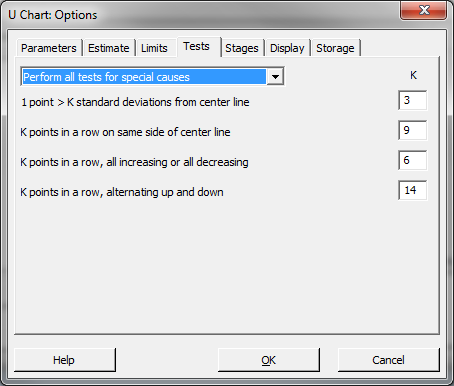 U Chart: Options
Parameters Estimate Limits Tests Stages Display Storage
Perform all tests for special causes K
1 point > K standard deviations from center line 3
K points in a row on same side of center line 9
K points in a row, all increasing or all decreasing 6
K points in a row, alternating up and down 14
Help OK Cancel